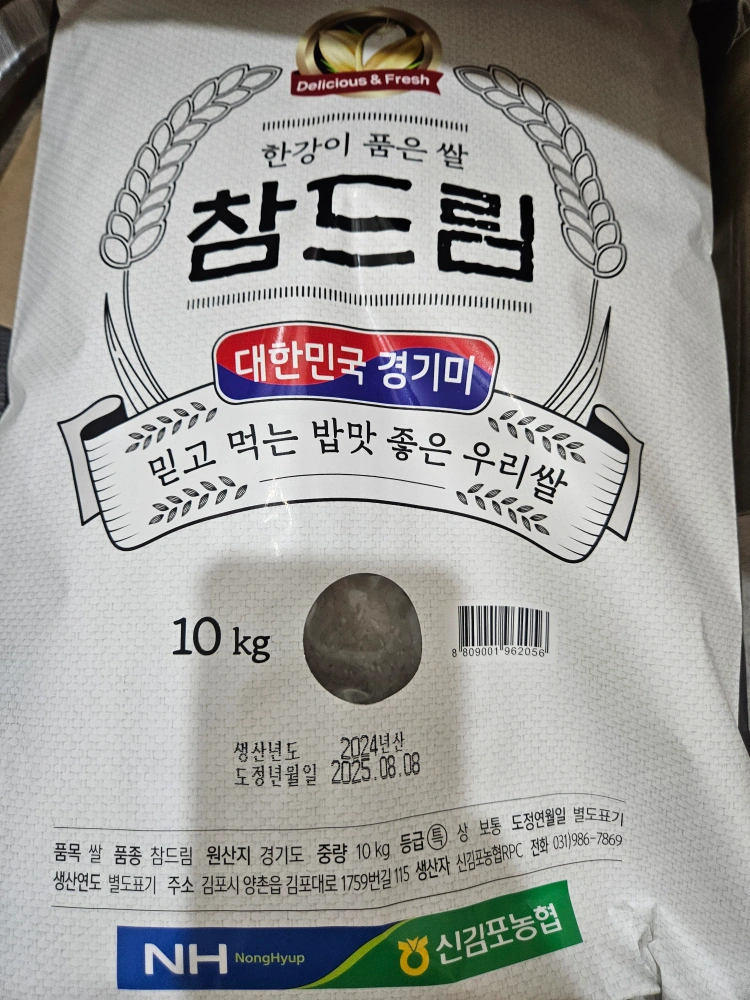 Delicious & Fresh
한강이 품은 쌀
참드림
대한민국 경기미
믿고 먹는 밥맛 좋은 우리쌀
10 kg
8 809001 962056
생산년도 2024년산
도정년월일 2025.08.08
품목 쌀 품종 참드림 원산지 경기도 중량 10 kg 등급 특 상 보통 도정연월일 별도표기
생산연도 별도표기 주소 김포시 양촌읍 김포대로 1759번길 115 생산자 신김포농협RPC 전화 031)986-7869
NH NongHyup 신김포농협